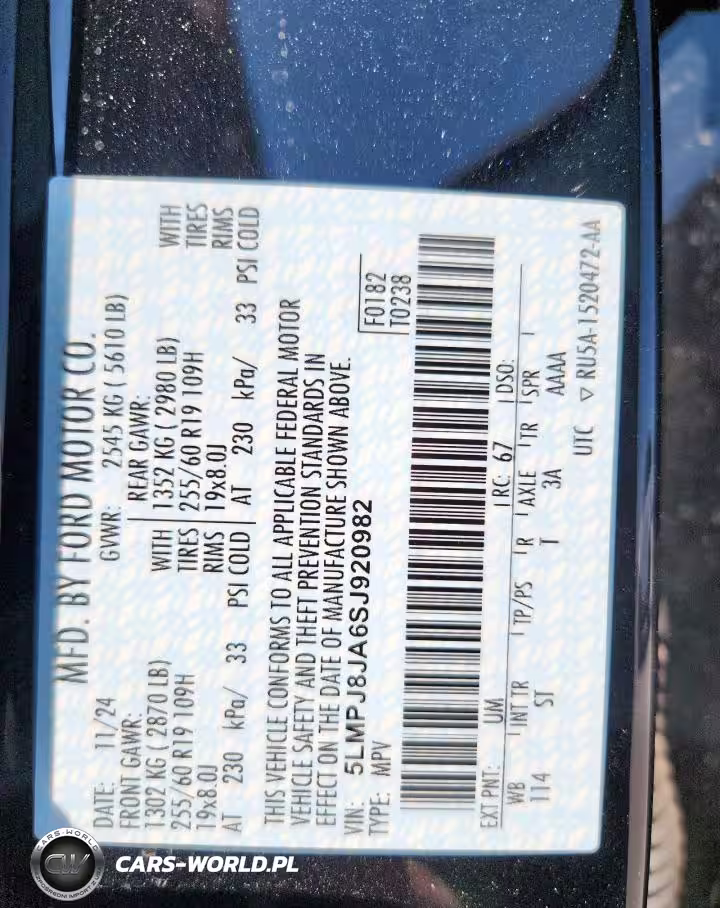 MFD. BY FORD MOTOR CO.
DATE: 11/24 GVWR: 2545 KG ( 5610 LB)
FRONT GAWR: REAR GAWR:
1302 KG ( 2870 LB) WITH 1352 KG ( 2980 LB) WITH
255/60 R19 109H TIRES 255/60 R19 109H TIRES
19x8.0J RIMS 19x8.0J RIMS
AT 230 kPa/ 33 PSI COLD AT 230 kPa/ 33 PSI COLD
THIS VEHICLE CONFORMS TO ALL APPLICABLE FEDERAL MOTOR
VEHICLE SAFETY AND THEFT PREVENTION STANDARDS IN
EFFECT ON THE DATE OF MANUFACTURE SHOWN ABOVE.
VIN: 5LMPJ8JA6SJ920982 F0182
TYPE: MPV T0238
EXT PNT: UM RC: 67 DSO:
WB INT TR TP/PS R AXLE TR SPR
114 ST T 3A AAAA
UTC ▽ RU5A-1520472-AA
CARS-WORLD
CW
CARS-WORLD.PL